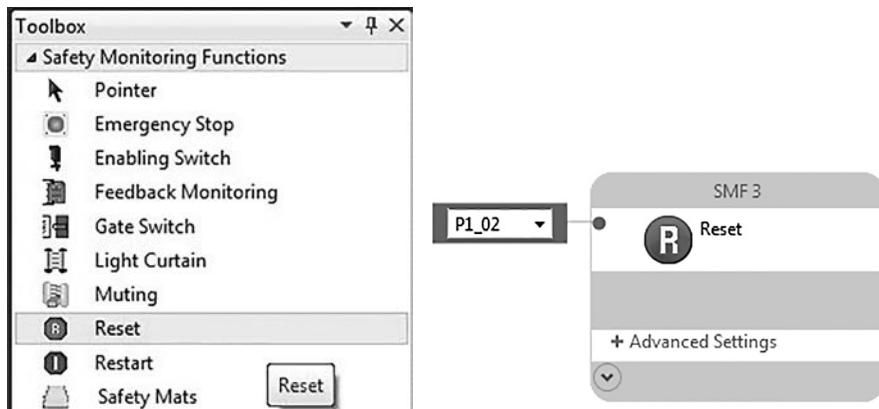 Toolbox
Safety Monitoring Functions
Pointer
Emergency Stop
Enabling Switch
Feedback Monitoring
Gate Switch
Light Curtain
Muting
R Reset
Restart
Safety Mats
Reset
SMF 3
P1_02
R Reset
+ Advanced Settings